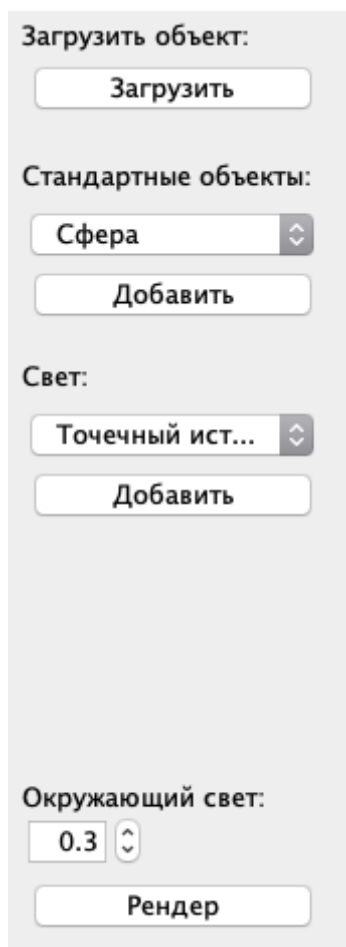 Загрузить объект:
Загрузить
Стандартные объекты:
Сфера
Добавить
Свет:
Точечный ист...
Добавить
Окружающий свет:
0.3
Рендер